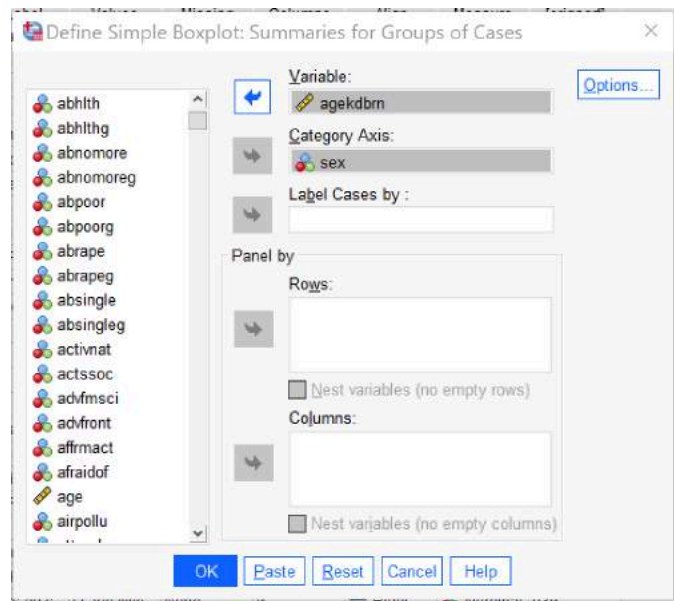 Define Simple Boxplot: Summaries for Groups of Cases
Variable:
agekdbrn
Options...
Category Axis:
sex
Label Cases by :
Panel by
Rows:
Nest variables (no empty rows)
Columns:
Nest variables (no empty columns)
abhlth
abhlthg
abnomore
abnomoreg
abpoor
abpoorg
abrape
abrapeg
absingle
absingleg
activnat
actssoc
advfmsci
advfront
affrmact
afraidof
age
airpollu
OK
Paste
Reset
Cancel
Help